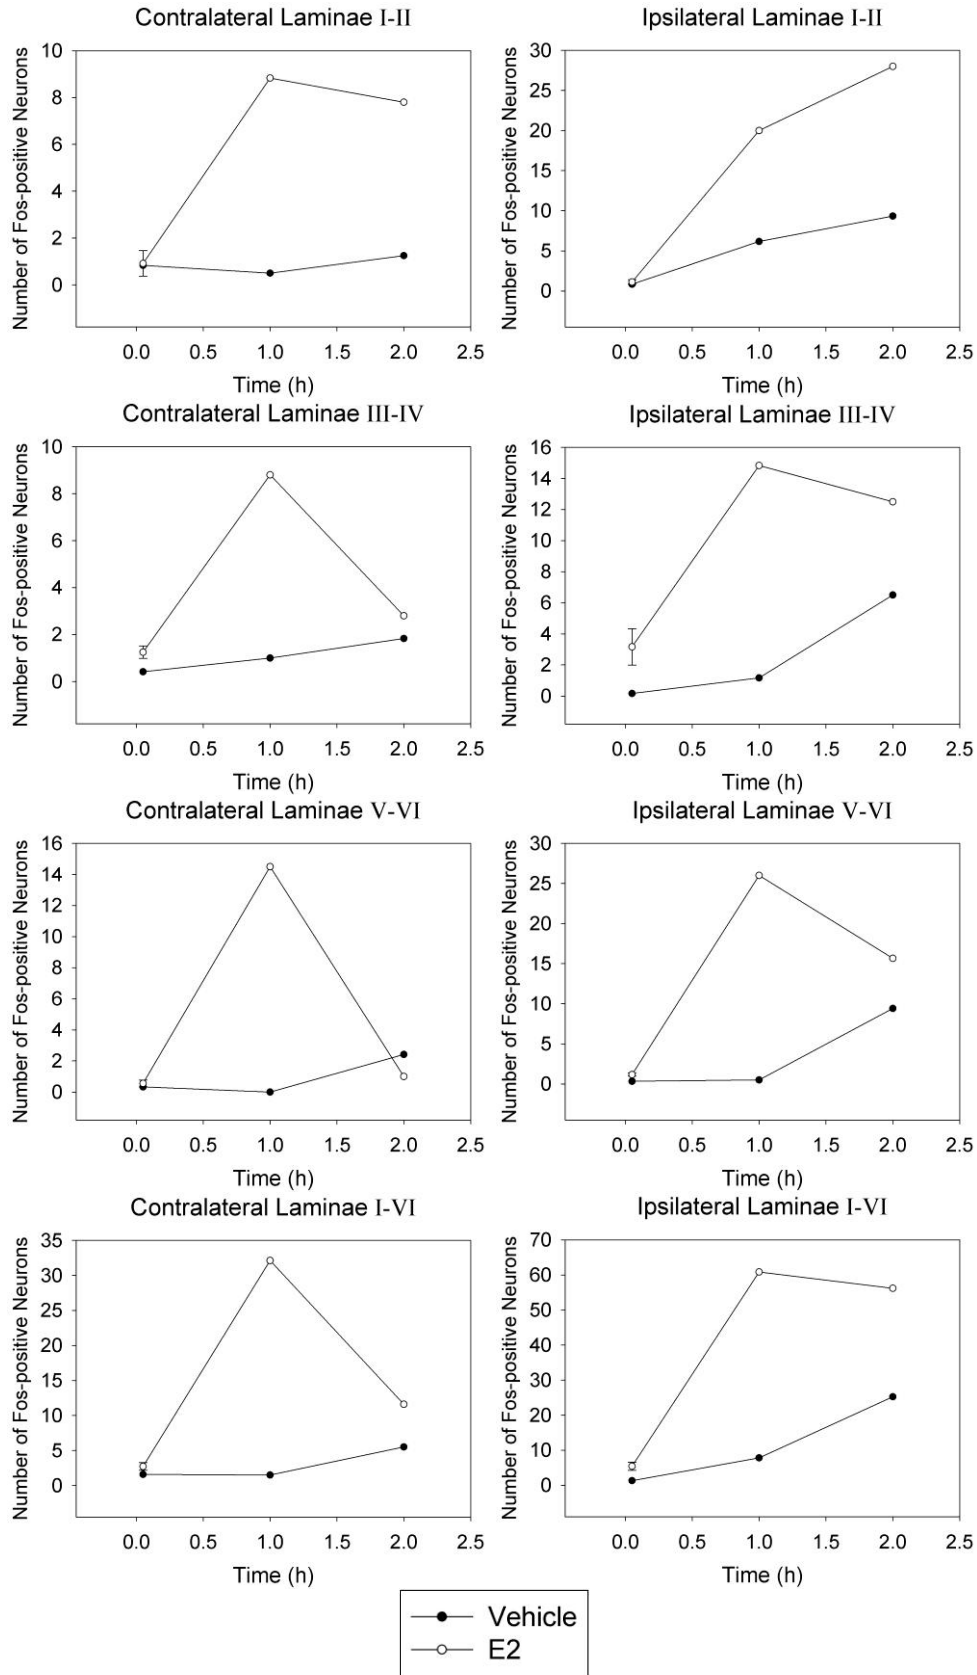 Contralateral Laminae I-II
Number of Fos-positive Neurons
10
8
6
4
2
0
0.0 0.5 1.0 1.5 2.0 2.5
Time (h)
Ipsilateral Laminae I-II
Number of Fos-positive Neurons
30
25
20
15
10
5
0
0.0 0.5 1.0 1.5 2.0 2.5
Time (h)
Contralateral Laminae III-IV
Number of Fos-positive Neurons
10
8
6
4
2
0
0.0 0.5 1.0 1.5 2.0 2.5
Time (h)
Ipsilateral Laminae III-IV
Number of Fos-positive Neurons
16
14
12
10
8
6
4
2
0
0.0 0.5 1.0 1.5 2.0 2.5
Time (h)
Contralateral Laminae V-VI
Number of Fos-positive Neurons
16
14
12
10
8
6
4
2
0
0.0 0.5 1.0 1.5 2.0 2.5
Time (h)
Ipsilateral Laminae V-VI
Number of Fos-positive Neurons
30
25
20
15
10
5
0
0.0 0.5 1.0 1.5 2.0 2.5
Time (h)
Contralateral Laminae I-VI
Number of Fos-positive Neurons
35
30
25
20
15
10
5
0
0.0 0.5 1.0 1.5 2.0 2.5
Time (h)
Ipsilateral Laminae I-VI
Number of Fos-positive Neurons
70
60
50
40
30
20
10
0
0.0 0.5 1.0 1.5 2.0 2.5
Time (h)
Vehicle
E2